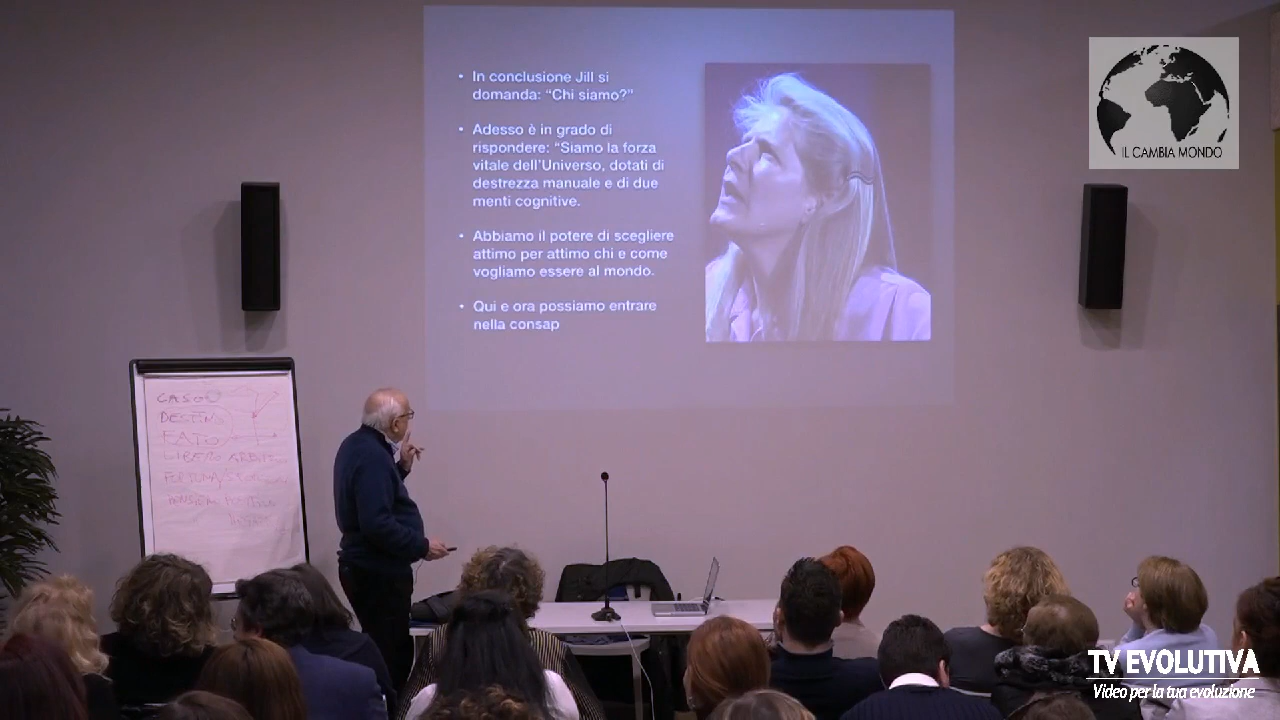 • In conclusione Jill si
domanda: “Chi siamo?”
• Adesso è in grado di
rispondere: “Siamo la forza
vitale dell’Universo, dotati di
destrezza manuale e di due
menti cognitive.
• Abbiamo il potere di scegliere
attimo per attimo chi e come
vogliamo essere al mondo.
• Qui e ora possiamo entrare
nella consap
IL CAMBIA MONDO
CASO
DESTINO
FATO
LIBERO
TV EVOLUTIVA
Video per la tua evoluzione